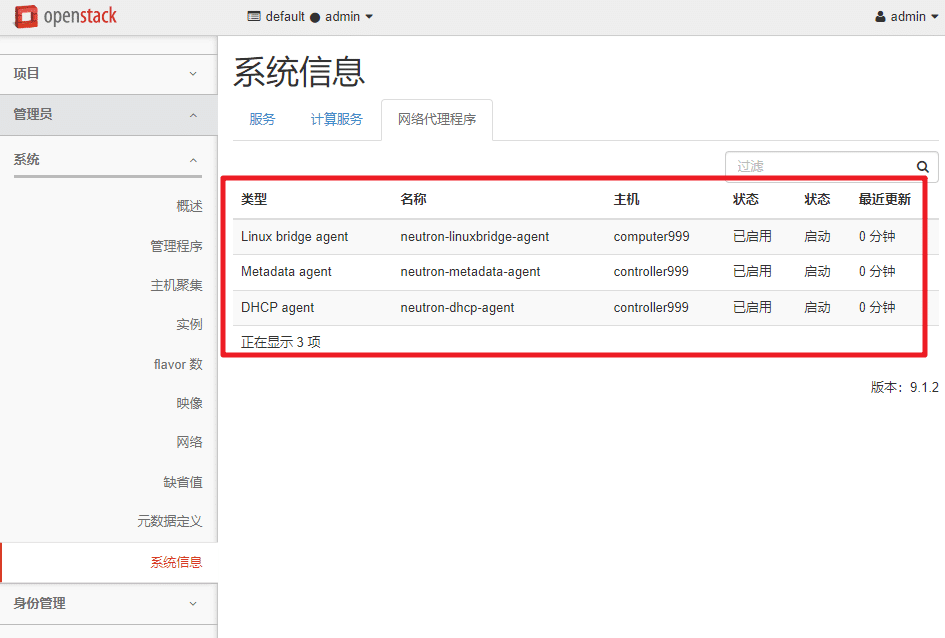 openstack
default ● admin
admin
项目
管理员
系统
概述
管理程序
主机聚集
实例
flavor 数
映像
网络
缺省值
元数据定义
系统信息
身份管理
系统信息
服务 计算服务 网络代理程序
过滤
类型 名称 主机 状态 状态 最近更新
Linux bridge agent neutron-linuxbridge-agent computer999 已启用 启动 0 分钟
Metadata agent neutron-metadata-agent controller999 已启用 启动 0 分钟
DHCP agent neutron-dhcp-agent controller999 已启用 启动 0 分钟
正在显示 3 项
版本：9.1.2